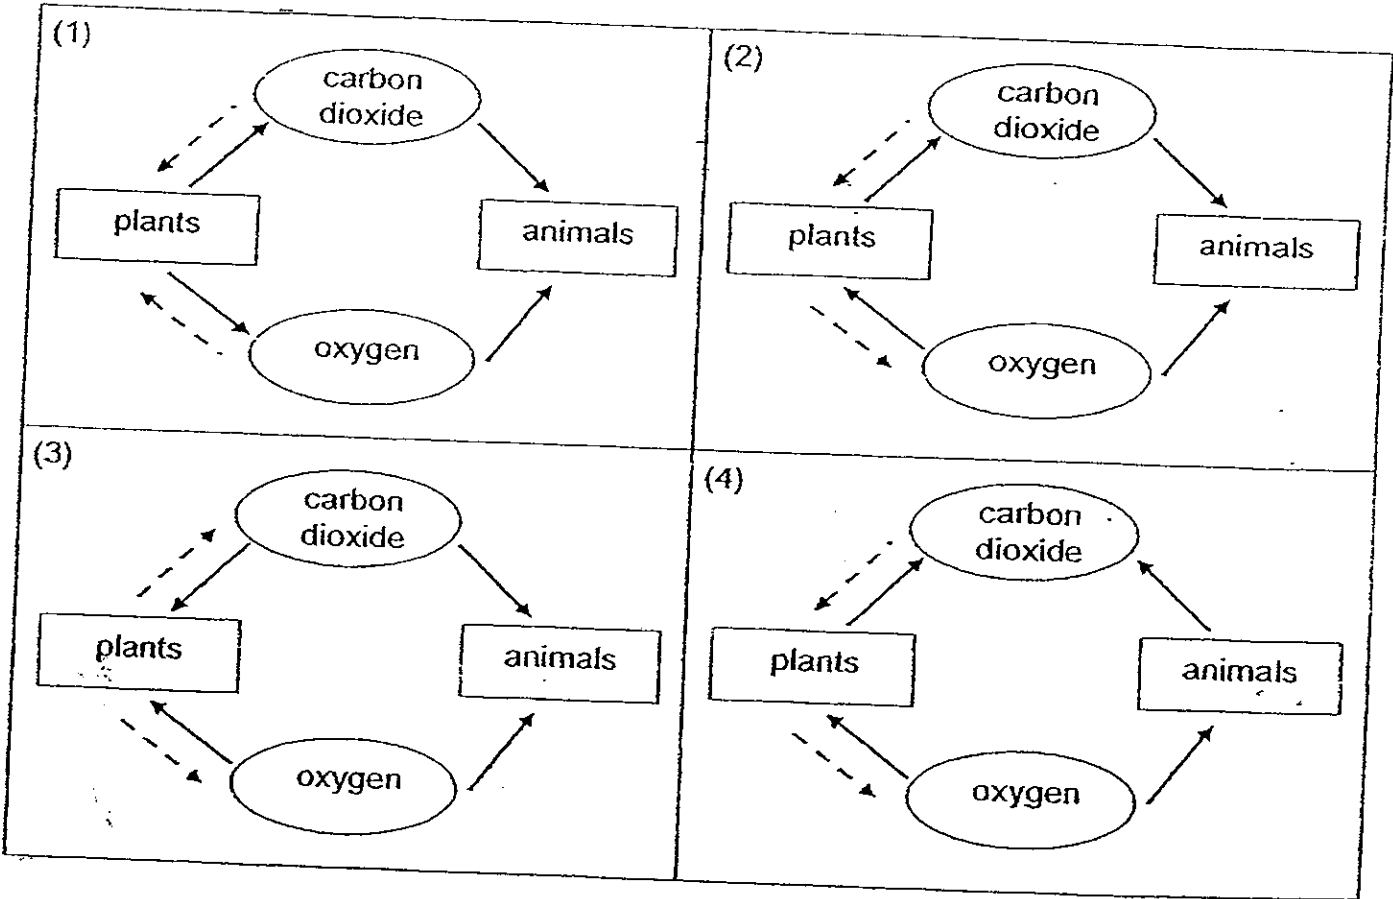 (1)
carbon
dioxide
plants
animals
oxygen
(2)
carbon
dioxide
plants
animals
oxygen
(3)
carbon
dioxide
plants
animals
oxygen
(4)
carbon
dioxide
plants
animals
oxygen